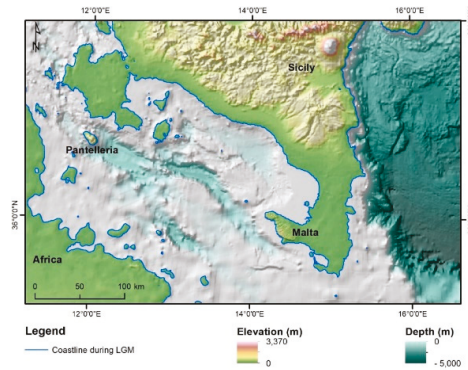 12°0'0"E 14°0'0"E 16°0'0"E
N
Sicily
Pantelleria
36°0'0"N
Malta
Africa
0 50 100 km
12°0'0"E 14°0'0"E 16°0'0"E
Legend
Coastline during LGM
Elevation (m)
3,370
0
Depth (m)
0
- 5,000